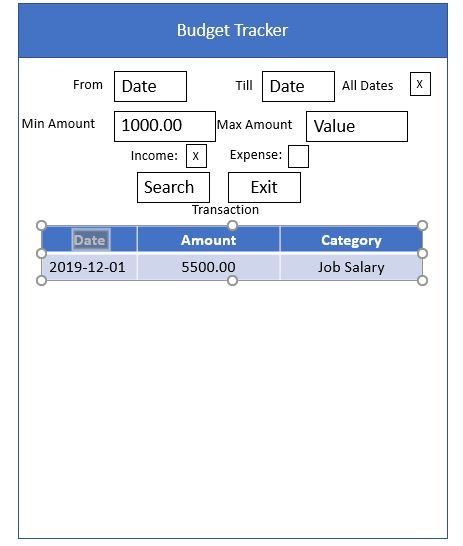 Budget Tracker
From Date Till Date All Dates X
Min Amount 1000.00 Max Amount Value
Income: X Expense:
Search Exit
Transaction
Date Amount Category
2019-12-01 5500.00 Job Salary